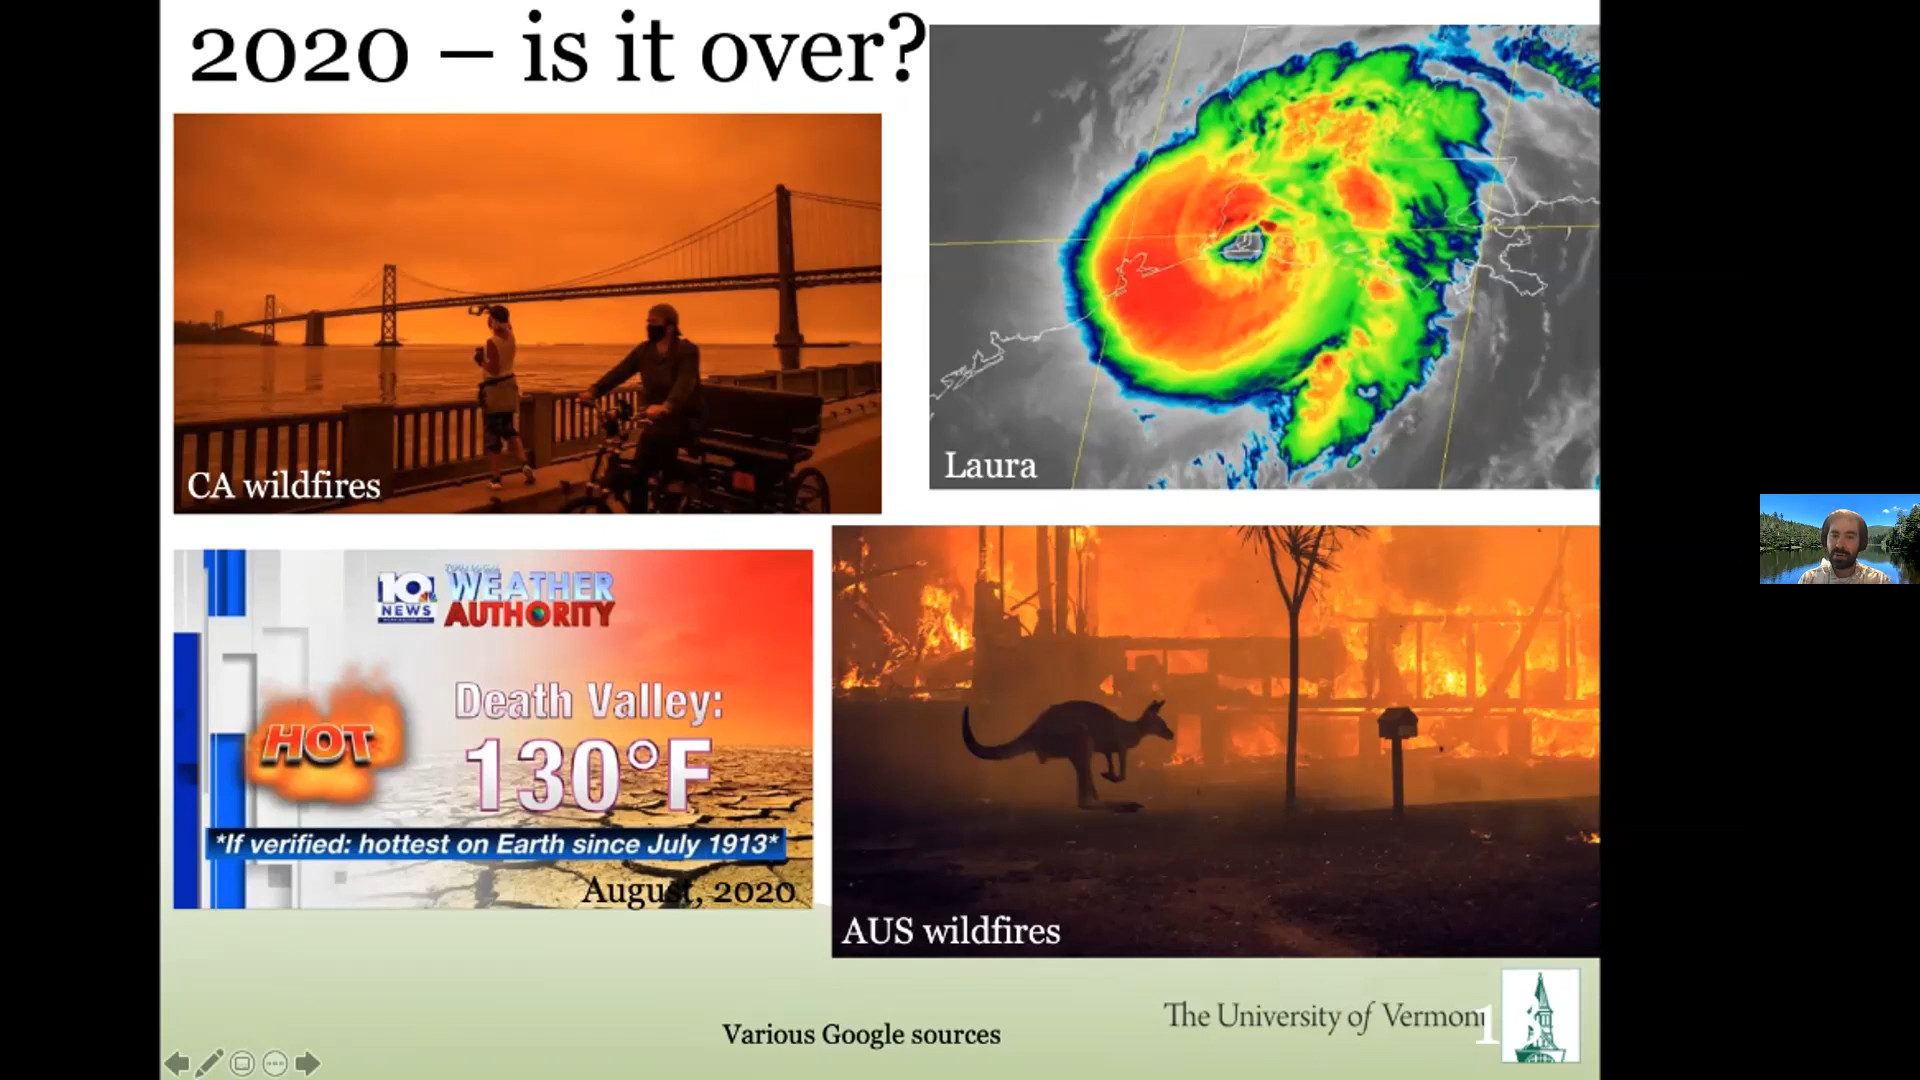 2020 – is it over?
CA wildfires
Laura
10
NEWS
WEATHER
AUTHORITY
HOT
Death Valley:
130°F
*If verified: hottest on Earth since July 1913*
August, 2020
AUS wildfires
Various Google sources
The University of Vermont